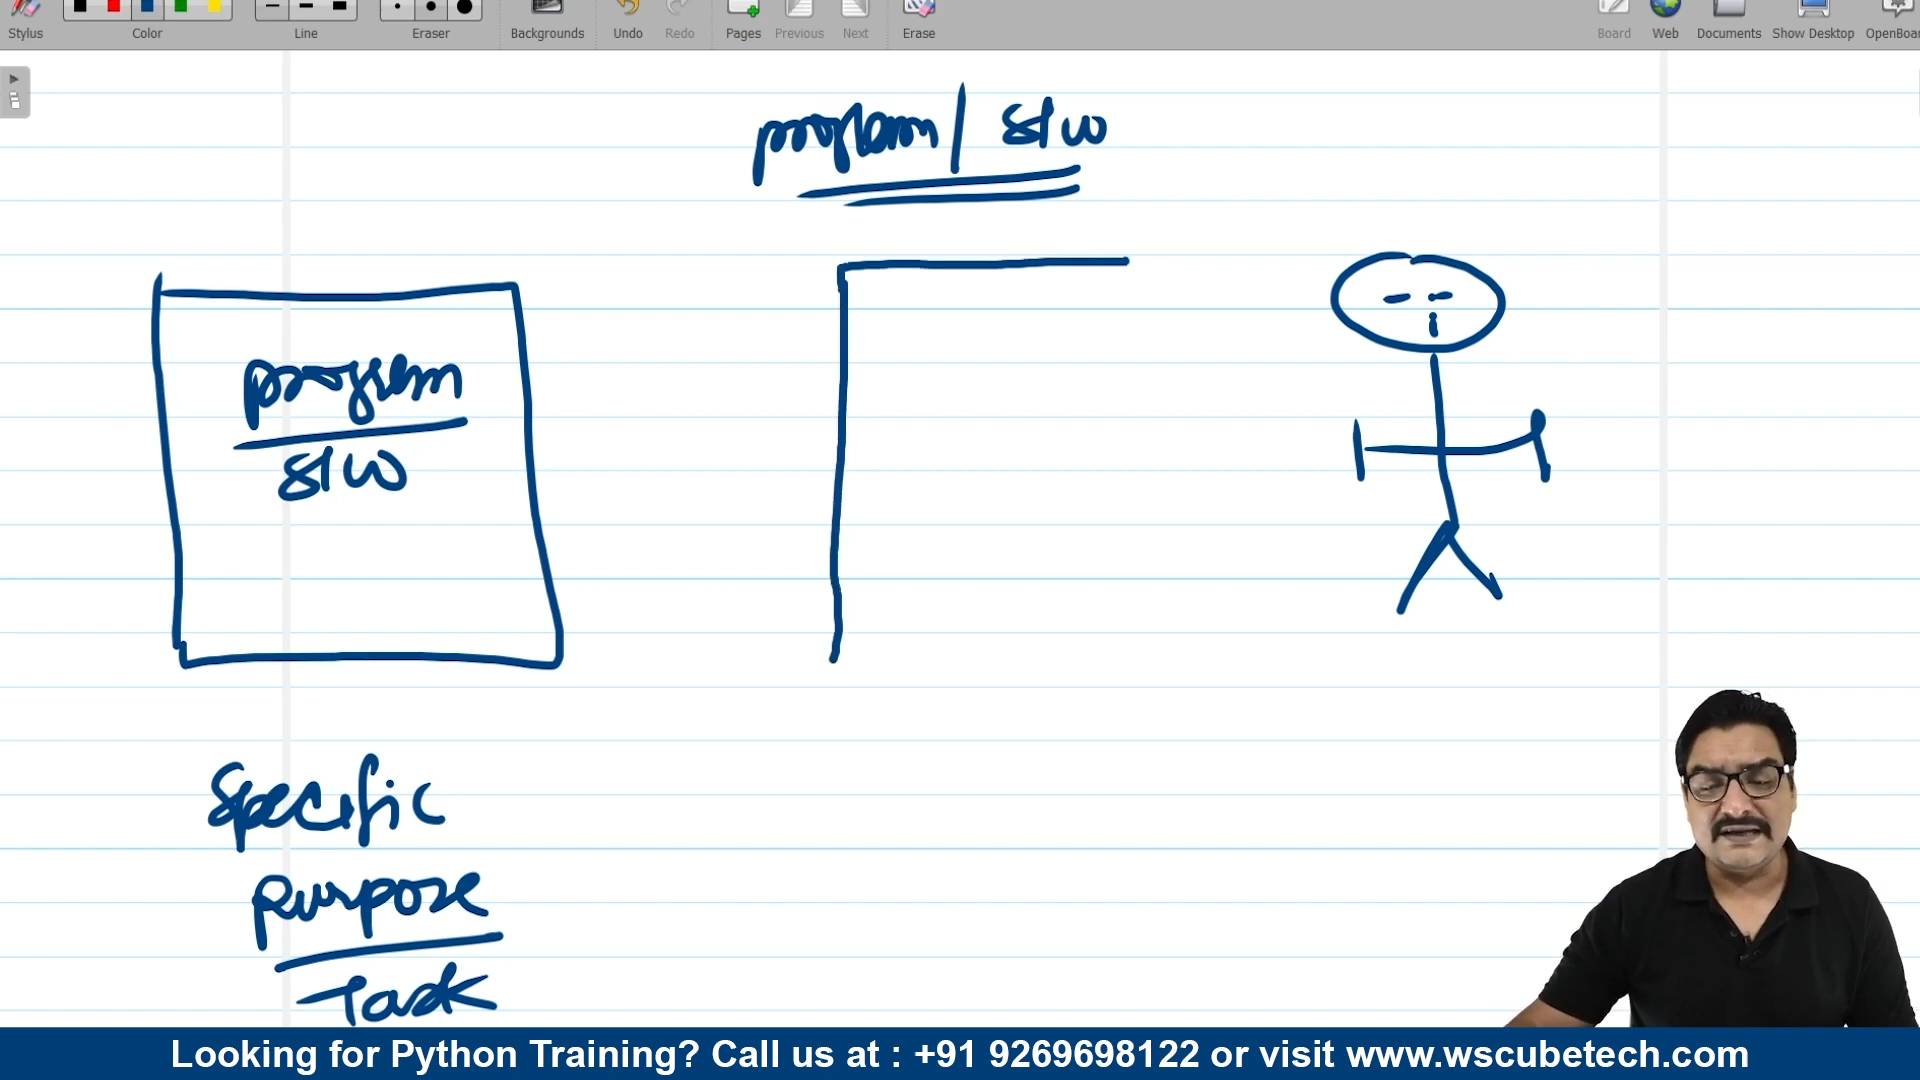 Stylus Color Line Eraser Backgrounds Undo Redo Pages Previous Next Erase Board Web Documents Show Desktop OpenBoar
program / S/W
program
S/W
Specific
Purpose
Task
Looking for Python Training? Call us at : +91 9269698122 or visit www.wscubetech.com